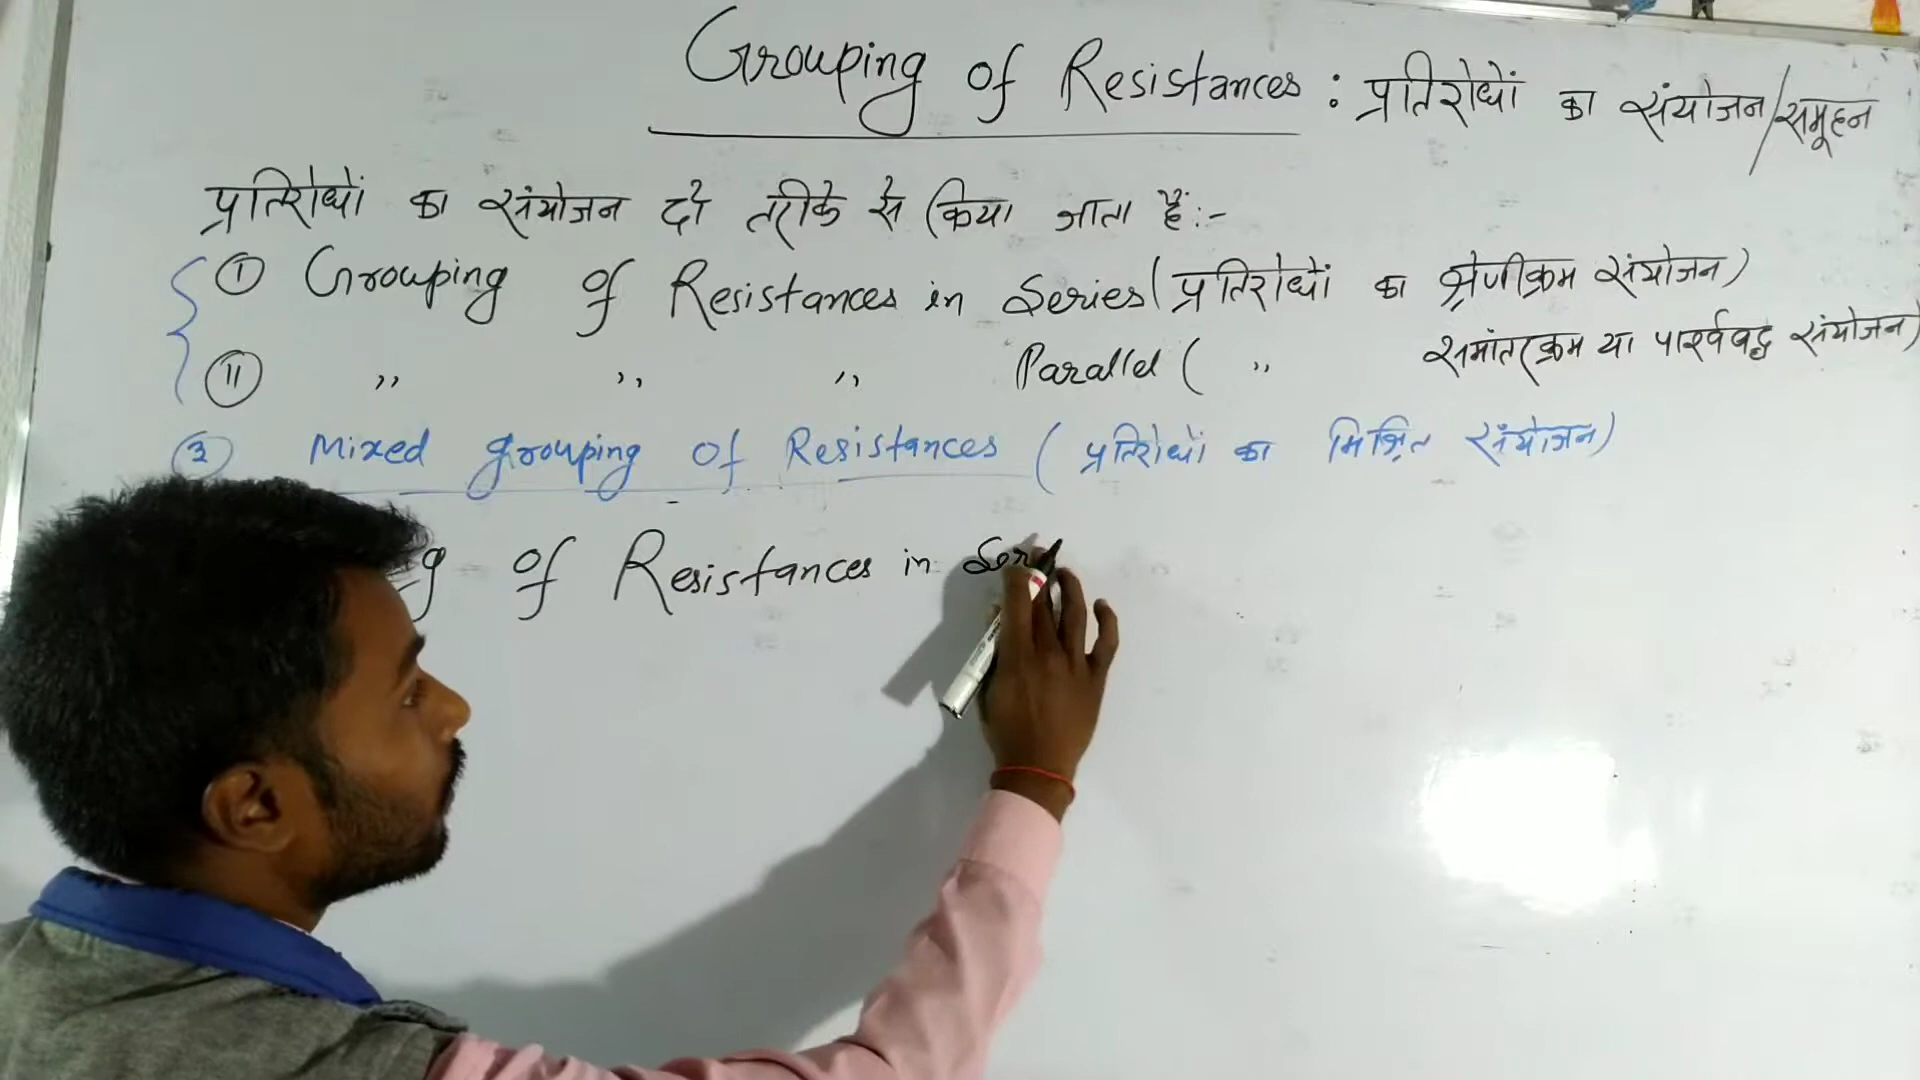 Grouping of Resistances : प्रतिरोधों का संयोजन/समूहन
प्रतिरोधों का संयोजन दो तरीके से किया जाता है:-
① Grouping of Resistances in Series (प्रतिरोधों का श्रेणीक्रम संयोजन)
⑪ ,, ,, ,, Parallel ( ,, समांतरक्रम या पार्श्वबद्ध संयोजन)
③ Mixed grouping of Resistances (प्रतिरोधों का मिश्रित संयोजन)
g of Resistances in Ser